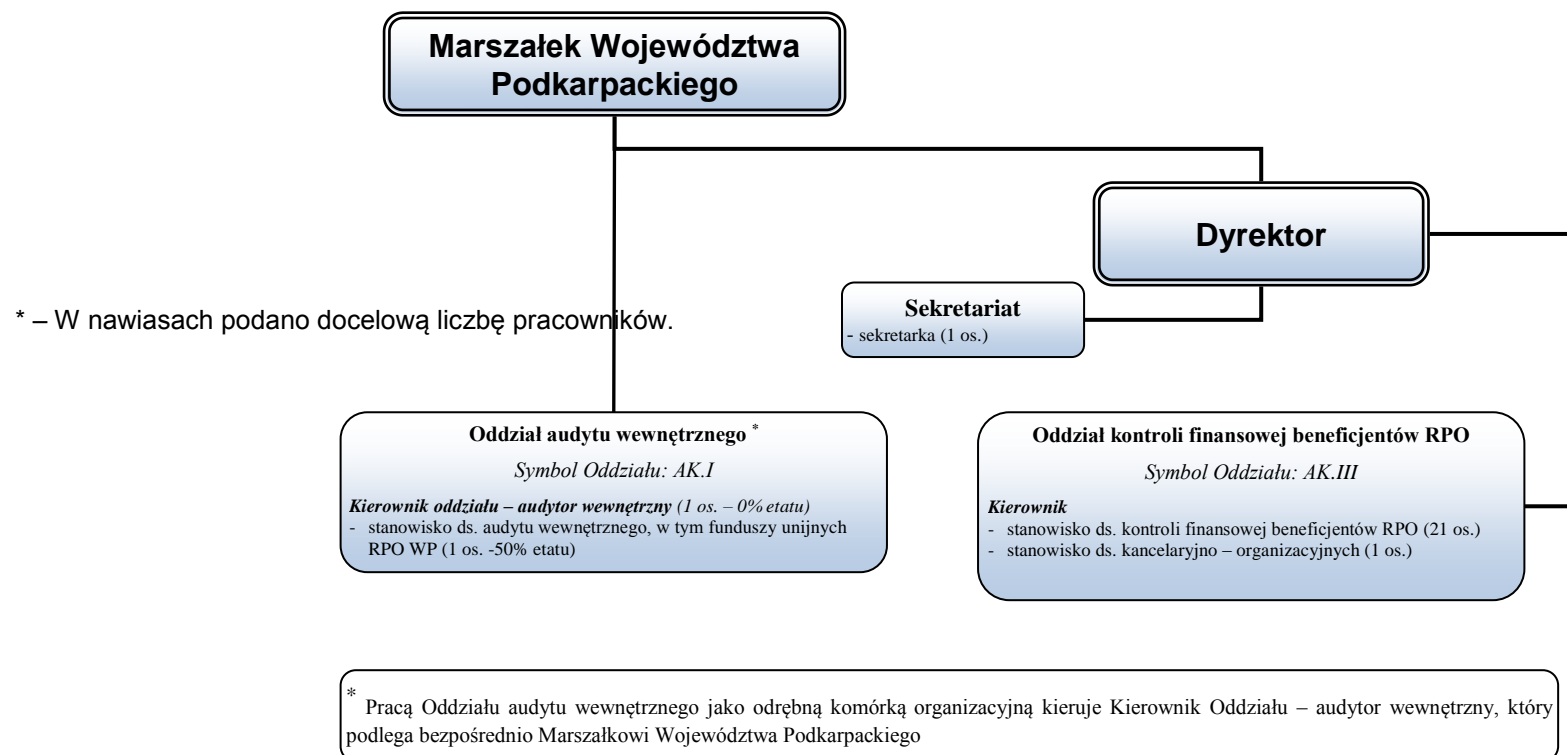 Marszałek Województwa
Podkarpackiego
Dyrektor
Sekretariat
- sekretarka (1 os.)
* – W nawiasach podano docelową liczbę pracowników.
Oddział audytu wewnętrznego *
Symbol Oddziału: AK.I
Kierownik oddziału – audytor wewnętrzny (1 os. – 0% etatu)
- stanowisko ds. audytu wewnętrznego, w tym funduszy unijnych
RPO WP (1 os. -50% etatu)
Oddział kontroli finansowej beneficjentów RPO
Symbol Oddziału: AK.III
Kierownik
- stanowisko ds. kontroli finansowej beneficjentów RPO (21 os.)
- stanowisko ds. kancelaryjno – organizacyjnych (1 os.)
* Pracą Oddziału audytu wewnętrznego jako odrębną komórką organizacyjną kieruje Kierownik Oddziału – audytor wewnętrzny, który
podlega bezpośrednio Marszałkowi Województwa Podkarpackiego